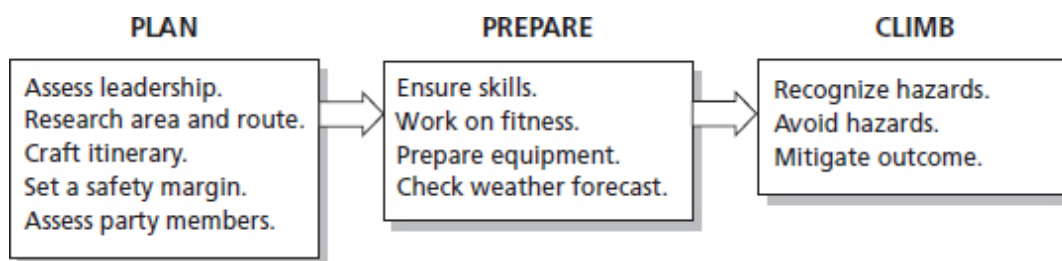 PLAN
Assess leadership.
Research area and route.
Craft itinerary.
Set a safety margin.
Assess party members.
PREPARE
Ensure skills.
Work on fitness.
Prepare equipment.
Check weather forecast.
CLIMB
Recognize hazards.
Avoid hazards.
Mitigate outcome.